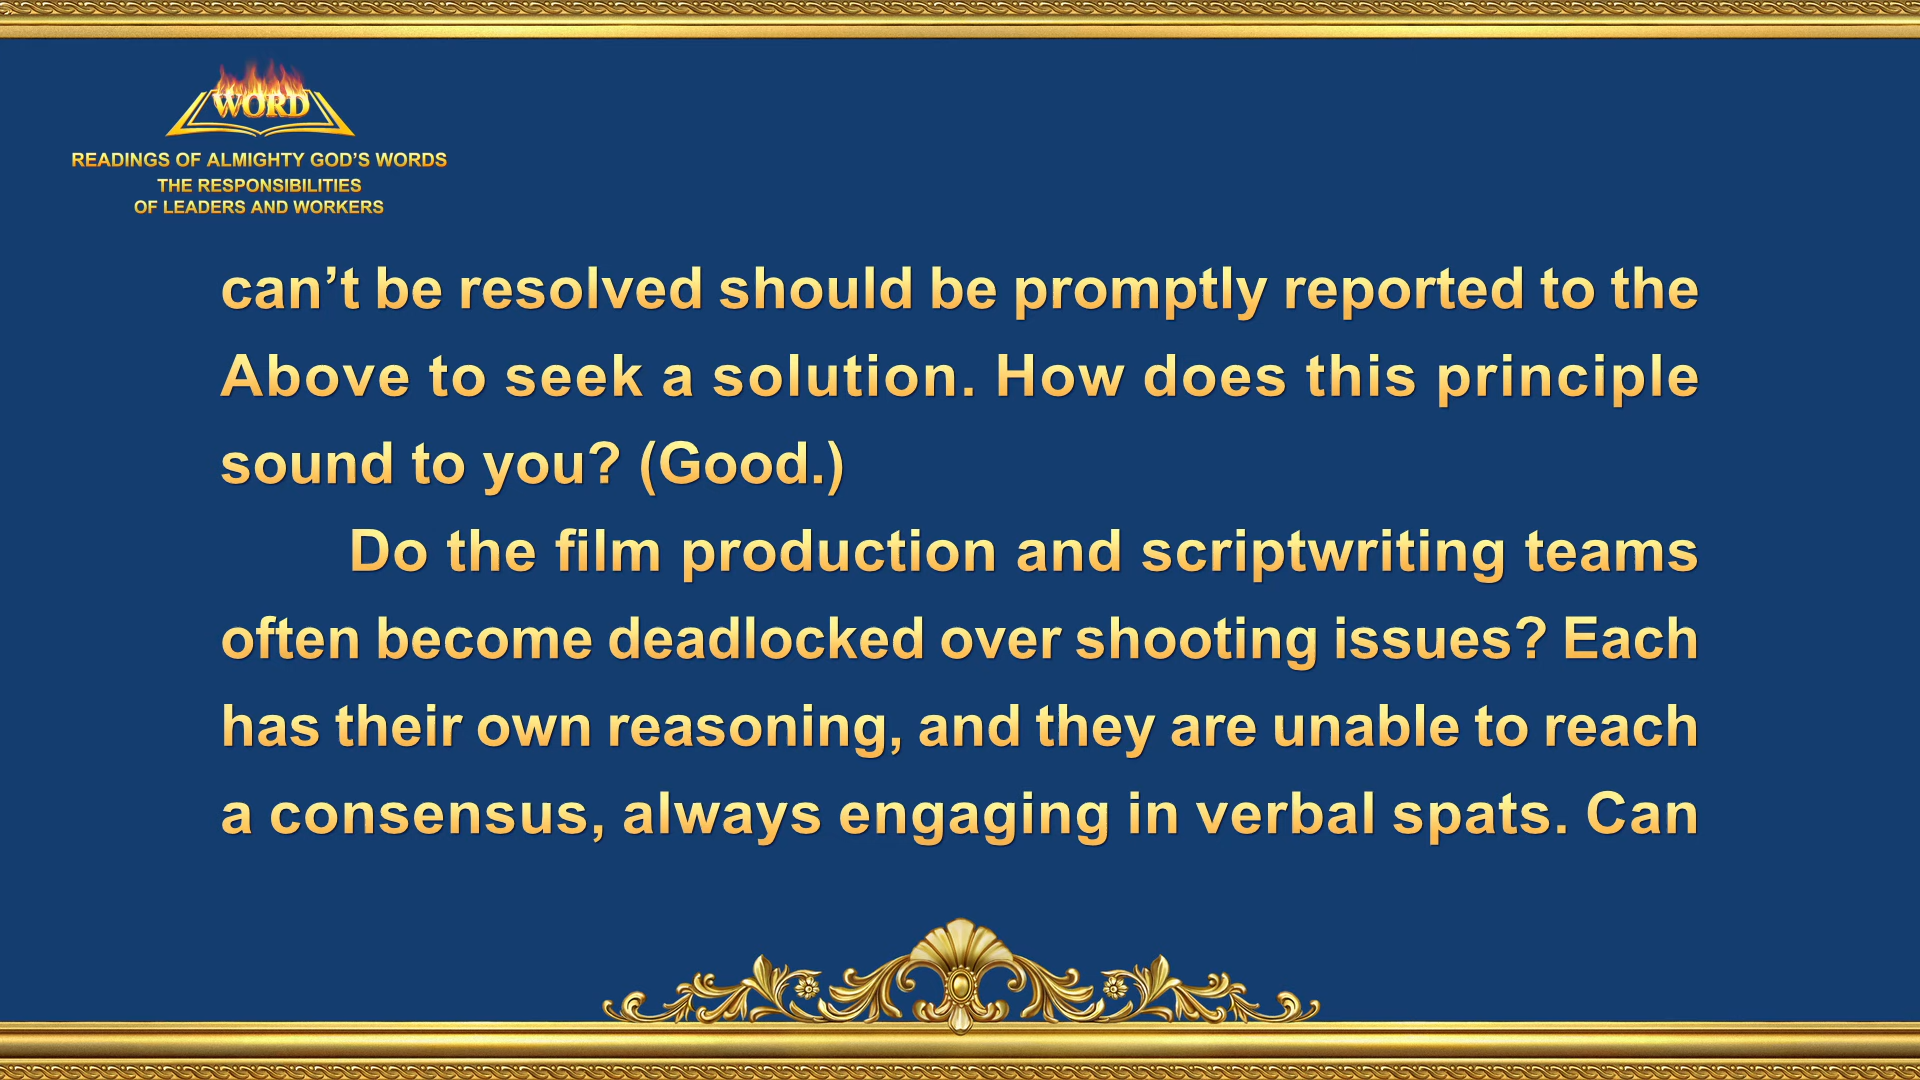 WORD
READINGS OF ALMIGHTY GOD’S WORDS
THE RESPONSIBILITIES
OF LEADERS AND WORKERS
can’t be resolved should be promptly reported to the
Above to seek a solution. How does this principle
sound to you? (Good.)
Do the film production and scriptwriting teams
often become deadlocked over shooting issues? Each
has their own reasoning, and they are unable to reach
a consensus, always engaging in verbal spats. Can